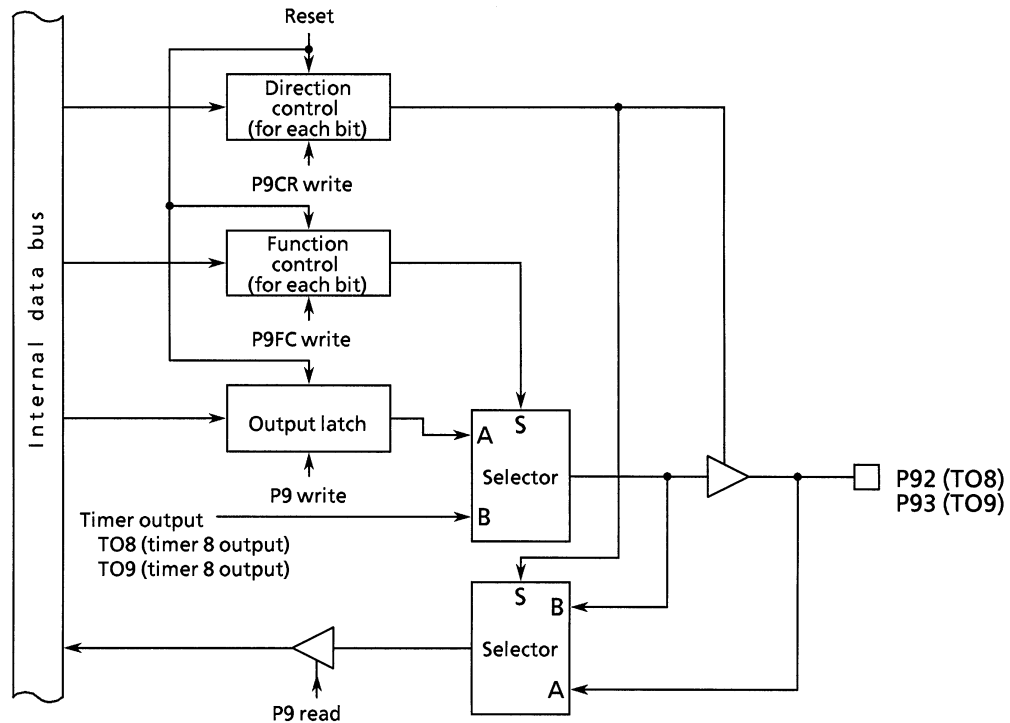 Reset
Direction
control
(for each bit)
P9CR write
Function
control
(for each bit)
P9FC write
Output latch
P9 write
Internal data bus
S
A
Selector
B
Timer output
TO8 (timer 8 output)
TO9 (timer 8 output)
P92 (TO8)
P93 (TO9)
S
B
Selector
A
P9 read